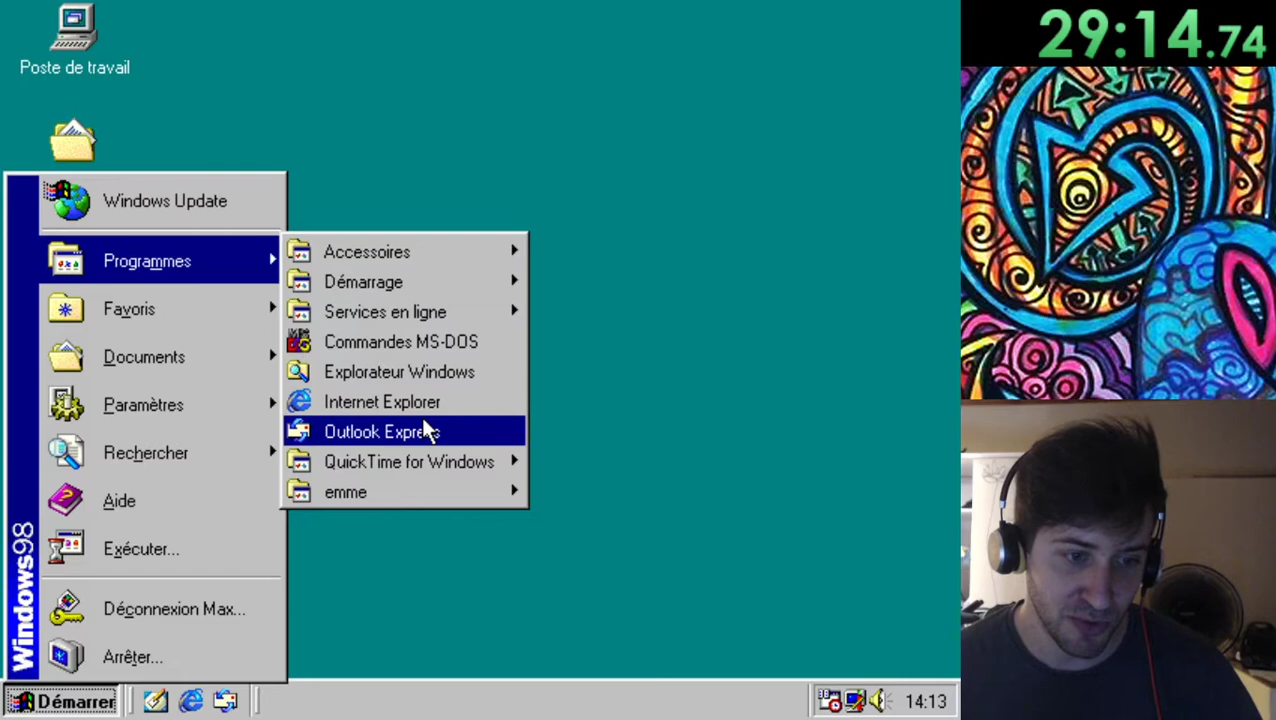 29:14.74
Poste de travail
Windows Update
Programmes
Favoris
Documents
Paramètres
Rechercher
Aide
Exécuter...
Déconnexion Max...
Arrêter...
Windows98
Accessoires
Démarrage
Services en ligne
Commandes MS-DOS
Explorateur Windows
Internet Explorer
Outlook Express
QuickTime for Windows
emme
Démarrer
14:13